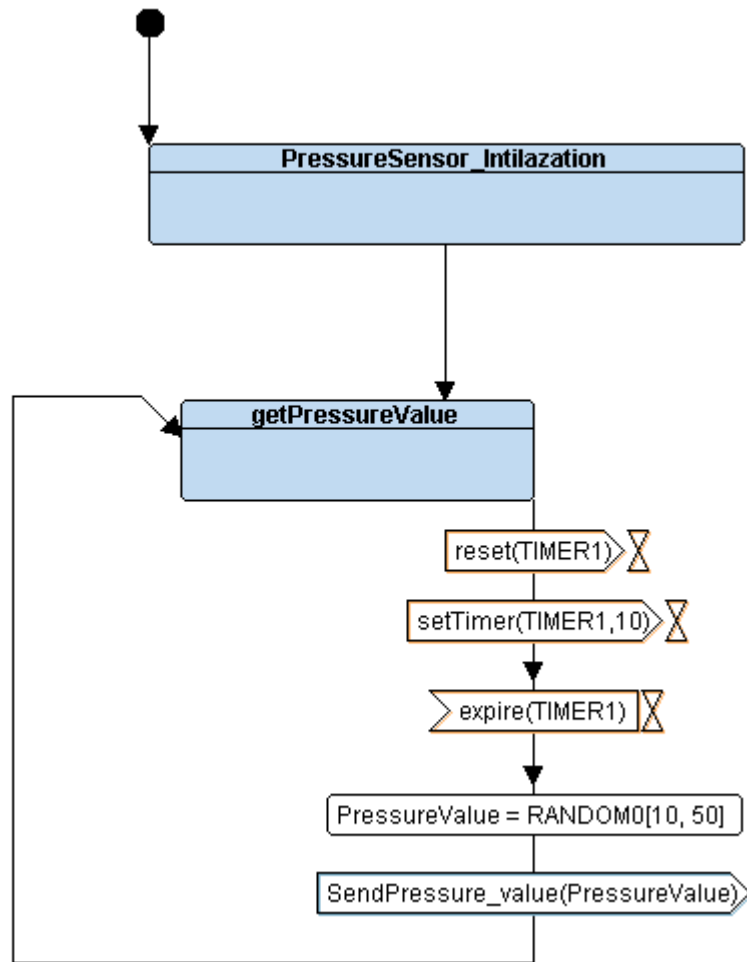 PressureSensor_Intilazation
getPressureValue
reset(TIMER1)
setTimer(TIMER1,10)
expire(TIMER1)
PressureValue = RANDOM0[10, 50]
SendPressure_value(PressureValue)